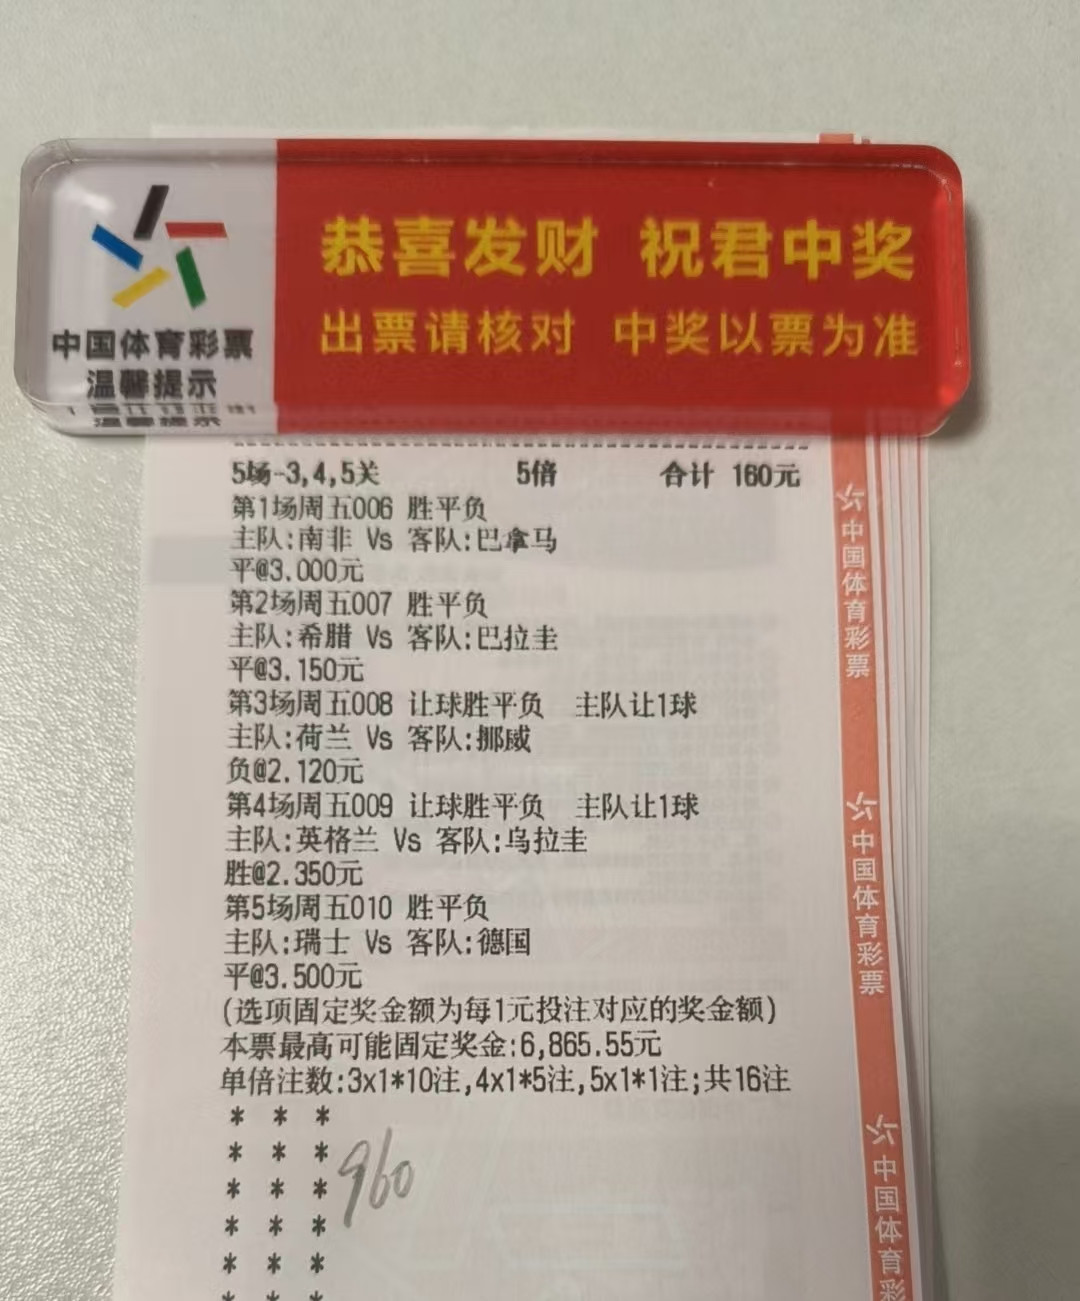 恭喜发财 祝君中奖
出票请核对 中奖以票为准
中国体育彩票
温馨提示
5场-3,4,5关 5倍 合计 160元
第1场周五006 胜平负
主队:南非 Vs 客队:巴拿马
平@3.000元
第2场周五007 胜平负
主队:希腊 Vs 客队:巴拉圭
平@3.150元
第3场周五008 让球胜平负 主队让1球
主队:荷兰 Vs 客队:挪威
负@2.120元
第4场周五009 让球胜平负 主队让1球
主队:英格兰 Vs 客队:乌拉圭
胜@2.350元
第5场周五010 胜平负
主队:瑞士 Vs 客队:德国
平@3.500元
(选项固定奖金额为每1元投注对应的奖金额)
本票最高可能固定奖金:6,865.55元
单倍注数:3x1*10注,4x1*5注,5x1*1注;共16注
* * *
* * *
* * *
* * *
* * *
* * *
960
中国体育彩票
中国体育彩票
中国体育彩